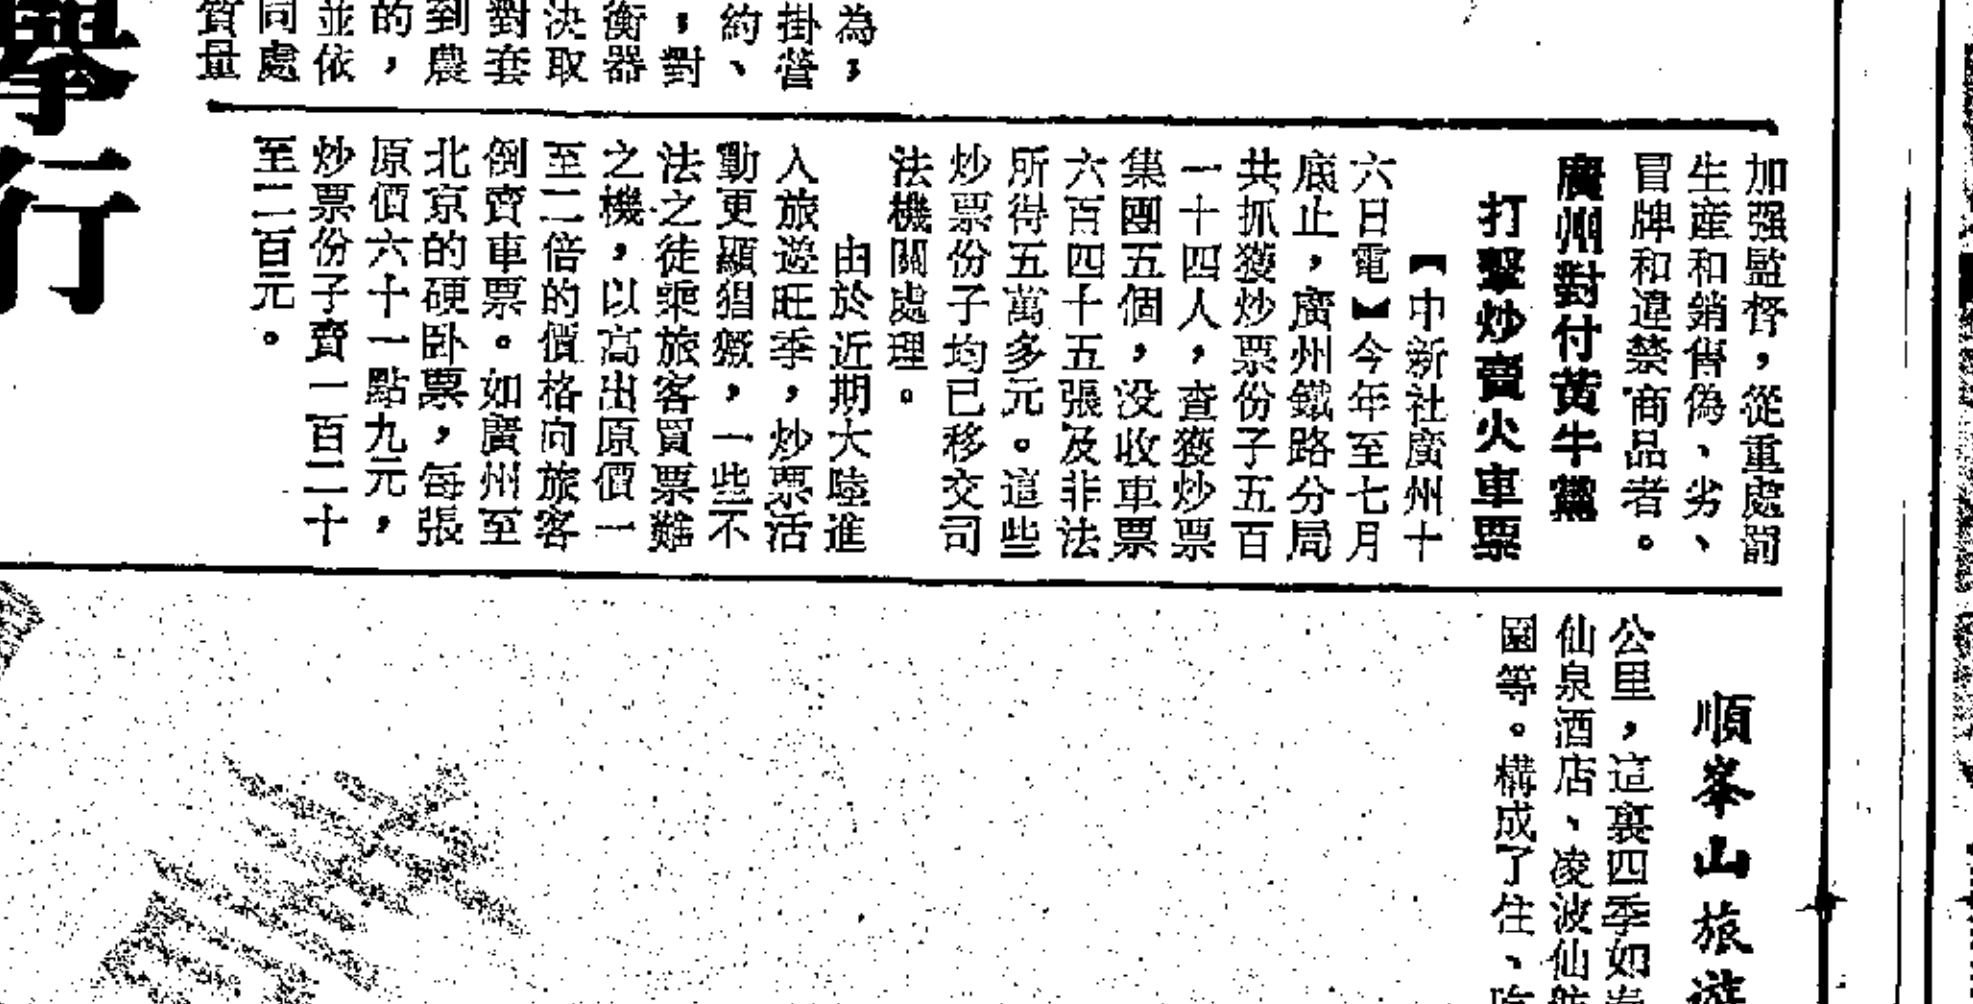 為，
掛營
約、
；對
衡器
決取
對套
到農
的，
並依
同處
質量
舉行
加强監督，從重處罰
生産和銷售偽、劣、
冒牌和違禁商品者。
廣州對付黃牛黨
打擊炒賣火車票
【中新社廣州十
六日電】今年至七月
底止，廣州鐵路分局
共抓獲炒票份子五百
一十四人，查獲炒票
集團五個，没收車票
六百四十五張及非法
所得五萬多元。這些
炒票份子均已移交司
法機關處理。
由於近期大陸進
入旅遊旺季，炒票活
動更顯猖獗，一些不
法之徒乘旅客買票難
之機，以高出原價一
至二倍的價格向旅客
倒賣車票。如廣州至
北京的硬卧票，每張
原價六十一點九元，
炒票份子賣一百二十
至二百元。
順峯山旅遊
公里，這裏四季如春
仙泉酒店、凌波仙舫
園等。構成了住、吃